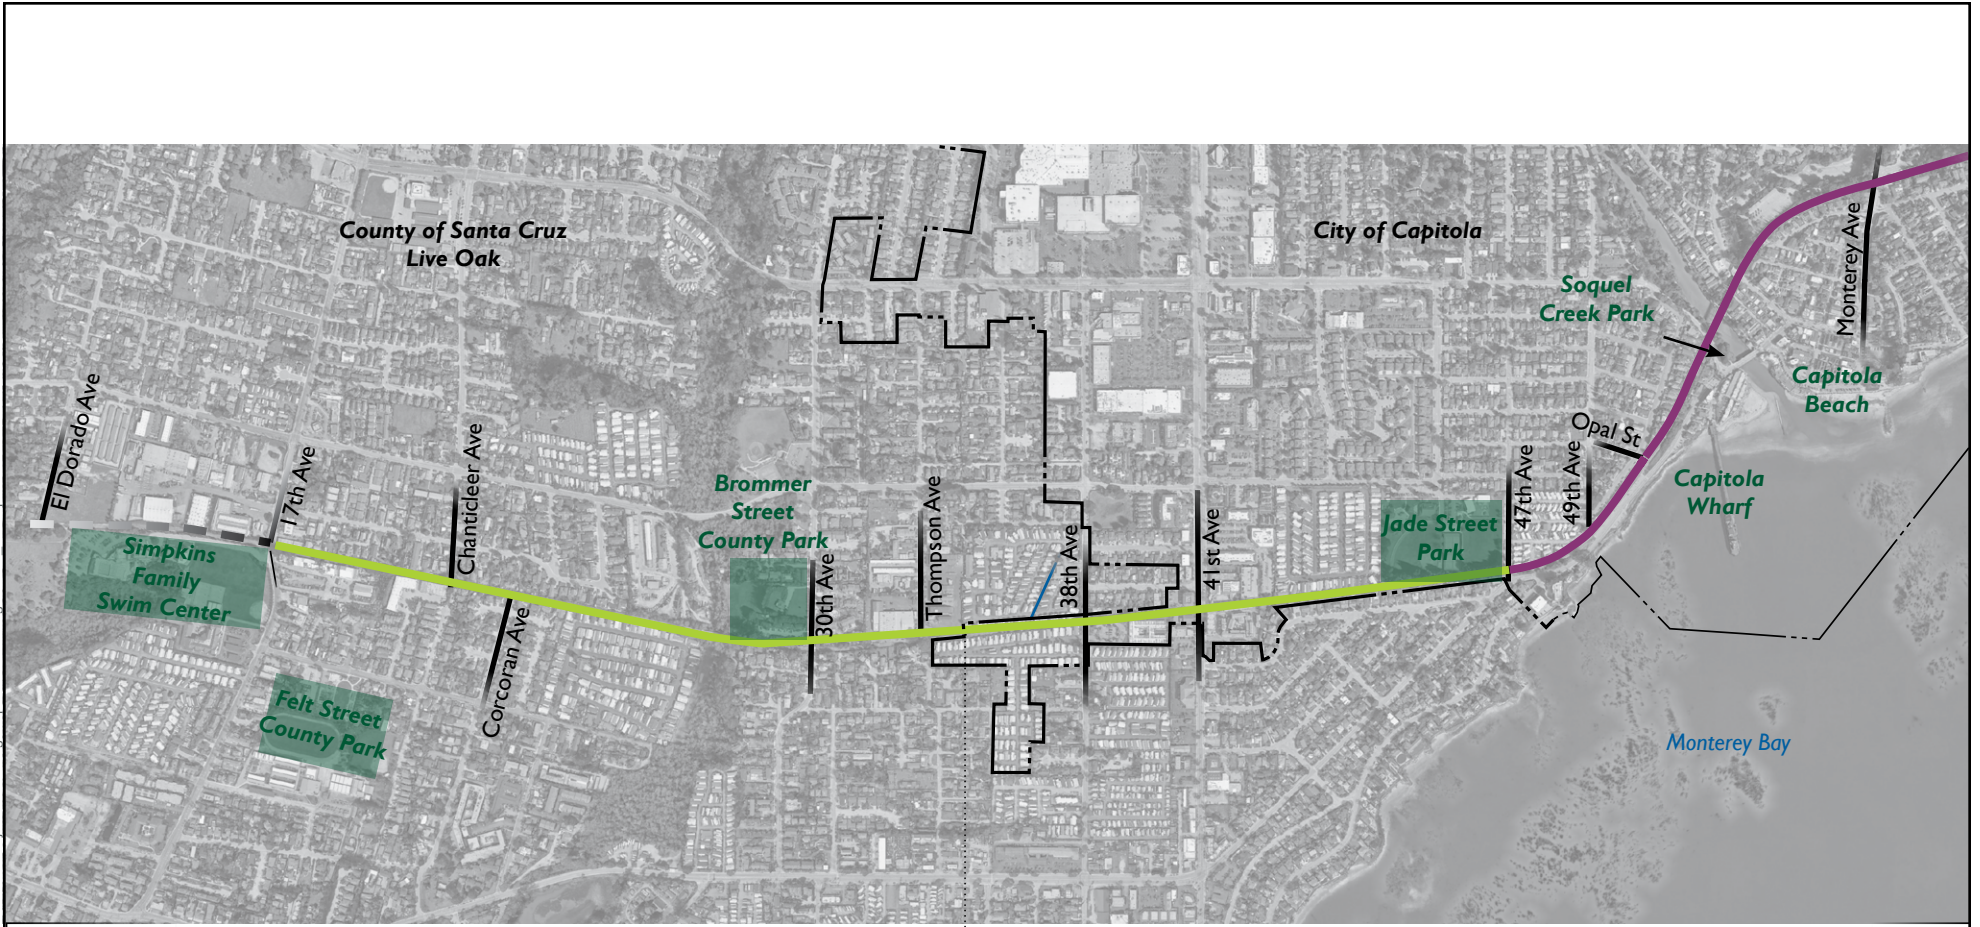 County of Santa Cruz
Live Oak
City of Capitola
Monterey Ave
Soquel
Creek Park
Capitola
Beach
El Dorado Ave
17th Ave
Chanticleer Ave
Brommer
Street
County Park
Thompson Ave
38th Ave
41st Ave
Jade Street
Park
47th Ave
49th Ave
Opal St
Capitola
Wharf
Simpkins
Family
Swim Center
30th Ave
Corcoran Ave
Felt Street
County Park
Monterey Bay